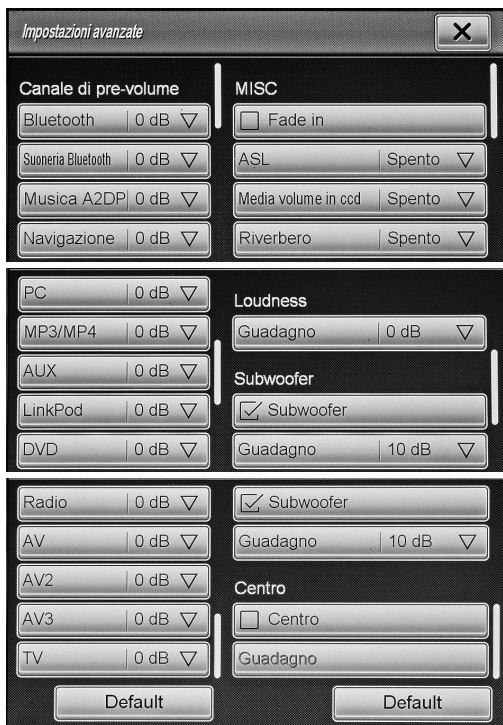 Impostazioni avanzate
Canale di pre-volume
Bluetooth 0 dB
Suoneria Bluetooth 0 dB
Musica A2DP 0 dB
Navigazione 0 dB
MISC
Fade in
ASL Spento
Media volume in ccd Spento
Riverbero Spento
PC 0 dB
MP3/MP4 0 dB
AUX 0 dB
LinkPod 0 dB
DVD 0 dB
Loudness
Guadagno 0 dB
Subwoofer
Subwoofer
Guadagno 10 dB
Radio 0 dB
AV 0 dB
AV2 0 dB
AV3 0 dB
TV 0 dB
Default
Subwoofer
Guadagno 10 dB
Centro
Centro
Guadagno
Default